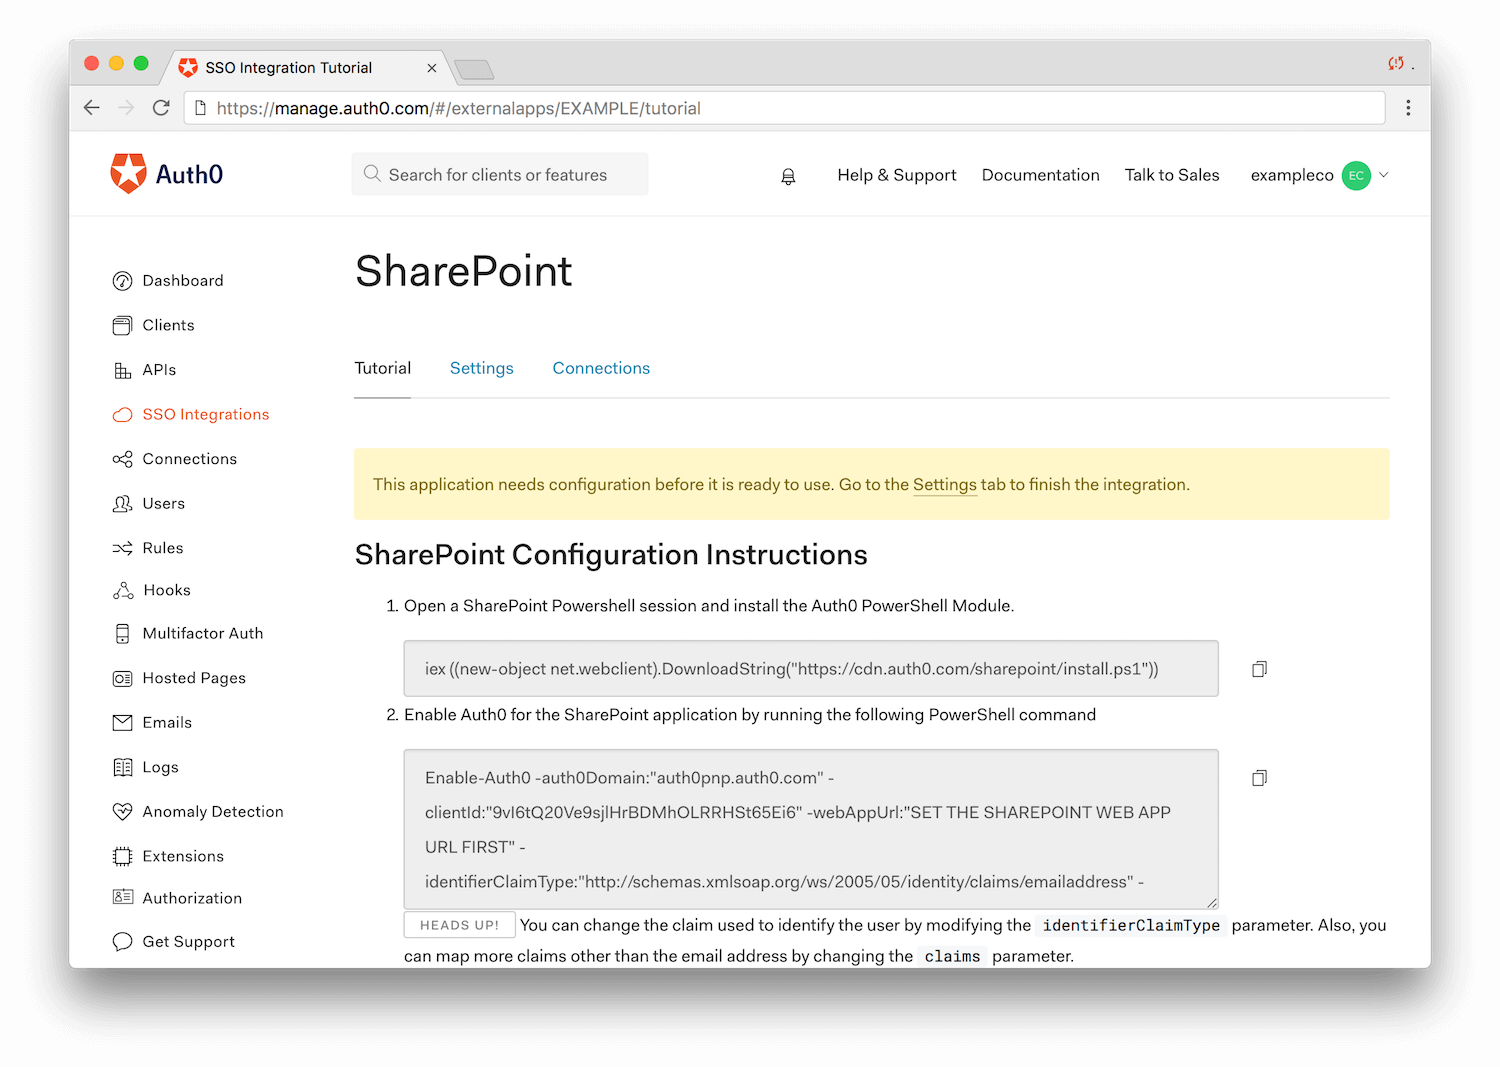 SSO Integration Tutorial
https://manage.auth0.com/#/externalapps/EXAMPLE/tutorial
Auth0
Search for clients or features
Help & Support
Documentation
Talk to Sales
exampleco
EC
Dashboard
Clients
APIs
SSO Integrations
Connections
Users
Rules
Hooks
Multifactor Auth
Hosted Pages
Emails
Logs
Anomaly Detection
Extensions
Authorization
Get Support
SharePoint
Tutorial
Settings
Connections
This application needs configuration before it is ready to use. Go to the Settings tab to finish the integration.
SharePoint Configuration Instructions
1. Open a SharePoint Powershell session and install the Auth0 PowerShell Module.
iex ((new-object net.webclient).DownloadString("https://cdn.auth0.com/sharepoint/install.ps1"))
2. Enable Auth0 for the SharePoint application by running the following PowerShell command
Enable-Auth0 -auth0Domain:"auth0pnp.auth0.com" -
clientId:"9vI6tQ20Ve9sjlHrBDMhOLRRHSt65Ei6" -webAppUrl:"SET THE SHAREPOINT WEB APP
URL FIRST" -
identifierClaimType:"http://schemas.xmlsoap.org/ws/2005/05/identity/claims/emailaddress" -
HEADS UP! You can change the claim used to identify the user by modifying the identifierClaimType parameter. Also, you
can map more claims other than the email address by changing the claims parameter.